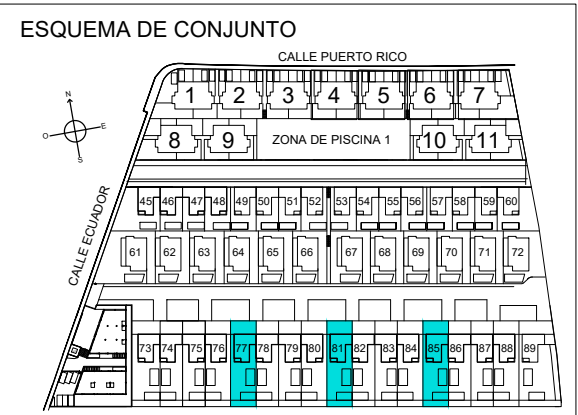 ESQUEMA DE CONJUNTO
CALLE PUERTO RICO
N
O E
S
1 2 3 4 5 6 7
8 9 ZONA DE PISCINA 1 10 11
CALLE ECUADOR
45 46 47 48 49 50 51 52 53 54 55 56 57 58 59 60
61 62 63 64 65 66 67 68 69 70 71 72
73 74 75 76 77 78 79 80 81 82 83 84 85 86 87 88 89